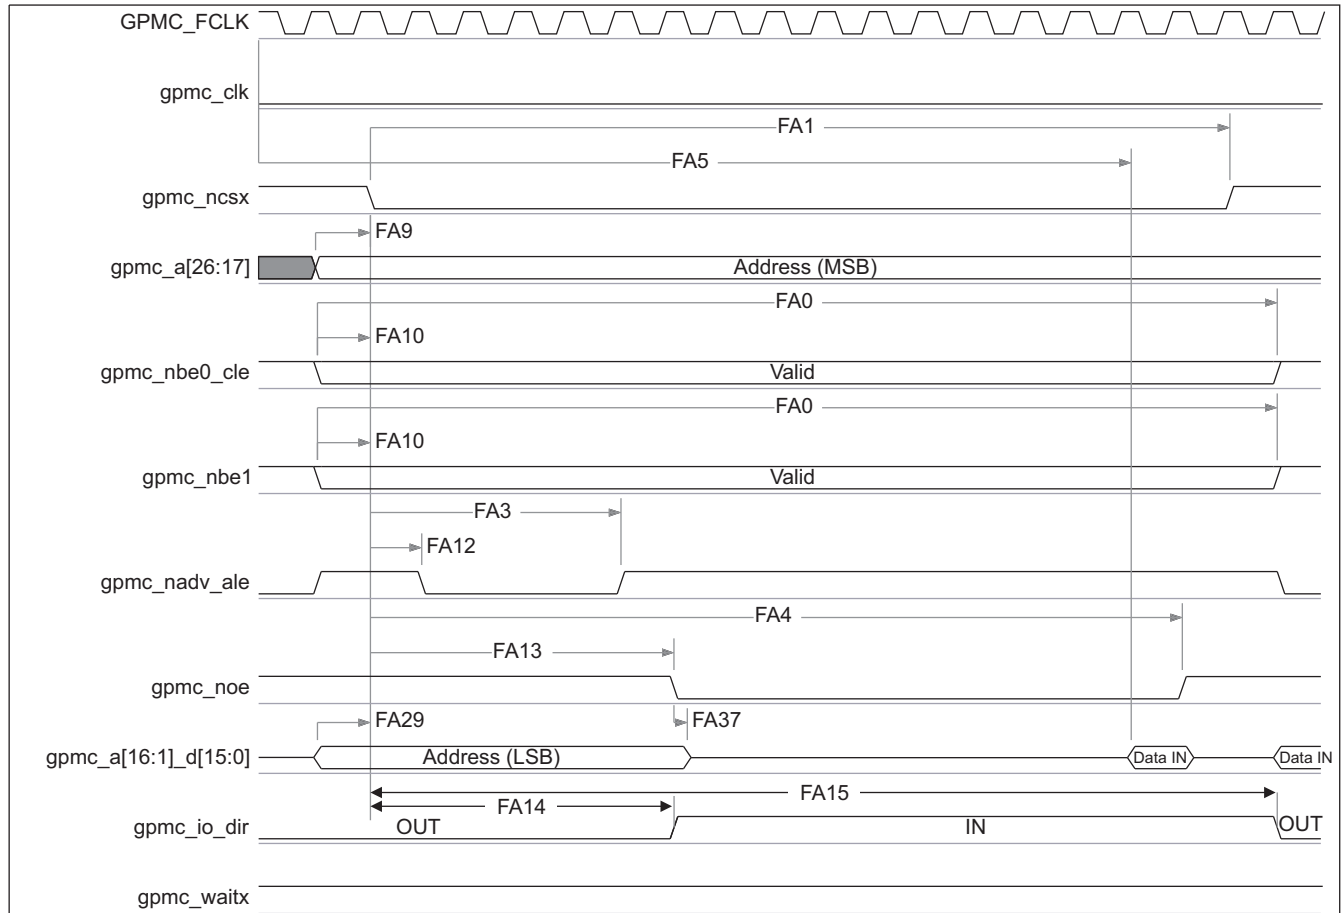 GPMC_FCLK
gpmc_clk
FA1
FA5
gpmc_ncsx
FA9
gpmc_a[26:17] Address (MSB)
FA0
FA10
gpmc_nbe0_cle Valid
FA0
FA10
gpmc_nbe1 Valid
FA3
FA12
gpmc_nadv_ale
FA4
FA13
gpmc_noe
FA29 FA37
gpmc_a[16:1]_d[15:0] Address (LSB) Data IN Data IN
FA15
FA14
gpmc_io_dir OUT IN OUT
gpmc_waitx